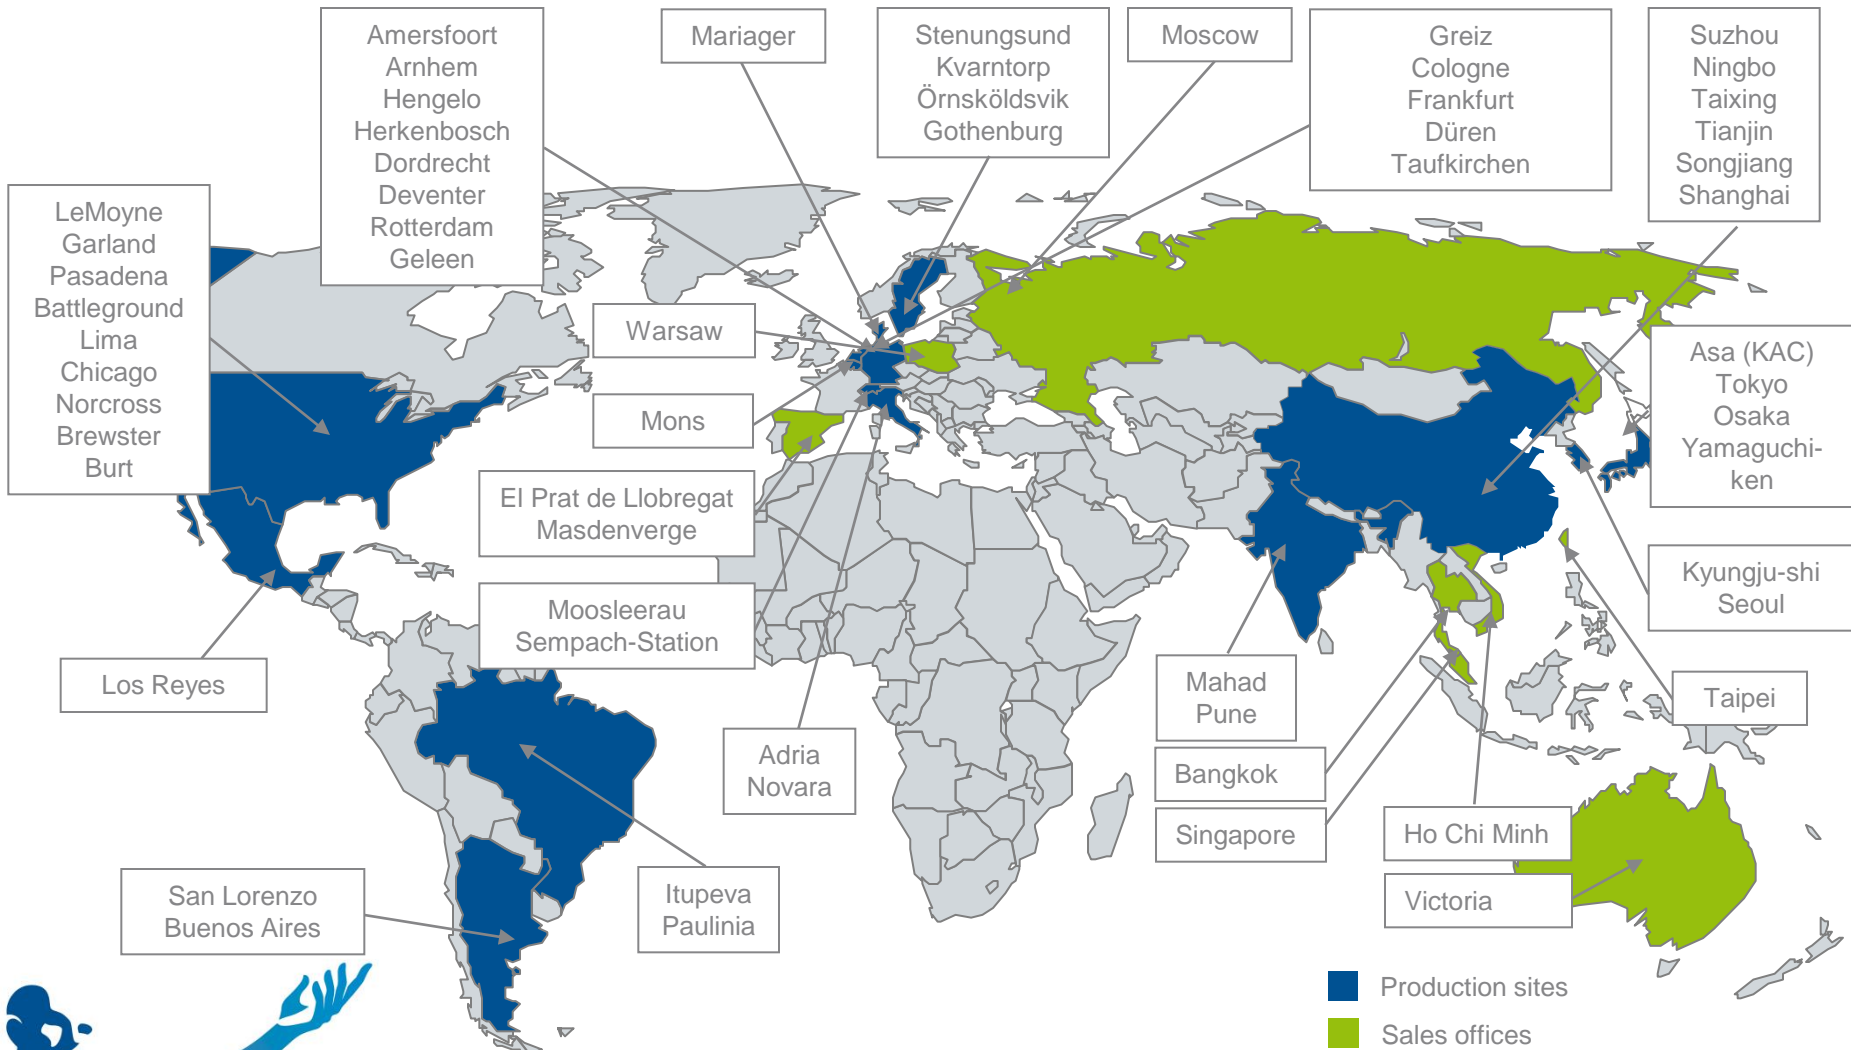 Amersfoort
Arnhem
Hengelo
Herkenbosch
Dordrecht
Deventer
Rotterdam
Geleen
Mariager
Stenungsund
Kvarntorp
Örnsköldsvik
Gothenburg
Moscow
Greiz
Cologne
Frankfurt
Düren
Taufkirchen
Suzhou
Ningbo
Taixing
Tianjin
Songjiang
Shanghai
LeMoyne
Garland
Pasadena
Battleground
Lima
Chicago
Norcross
Brewster
Burt
Warsaw
Mons
Asa (KAC)
Tokyo
Osaka
Yamaguchi-
ken
El Prat de Llobregat
Masdenverge
Moosleerau
Sempach-Station
Kyungju-shi
Seoul
Los Reyes
Adria
Novara
Mahad
Pune
Taipei
Bangkok
Singapore
Ho Chi Minh
Victoria
San Lorenzo
Buenos Aires
Itupeva
Paulinia
Production sites
Sales offices